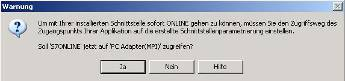 Warnung
Um mit Ihrer installierten Schnittstelle sofort ONLINE gehen zu können, müssen Sie den Zugriffsweg des
Zugangspunkts Ihrer Applikation auf die erstellte Schnittstellenparametrierung einstellen.
Soll 'S7ONLINE' jetzt auf 'PC Adapter(MPI)' zugreifen?
Ja
Nein
Hilfe